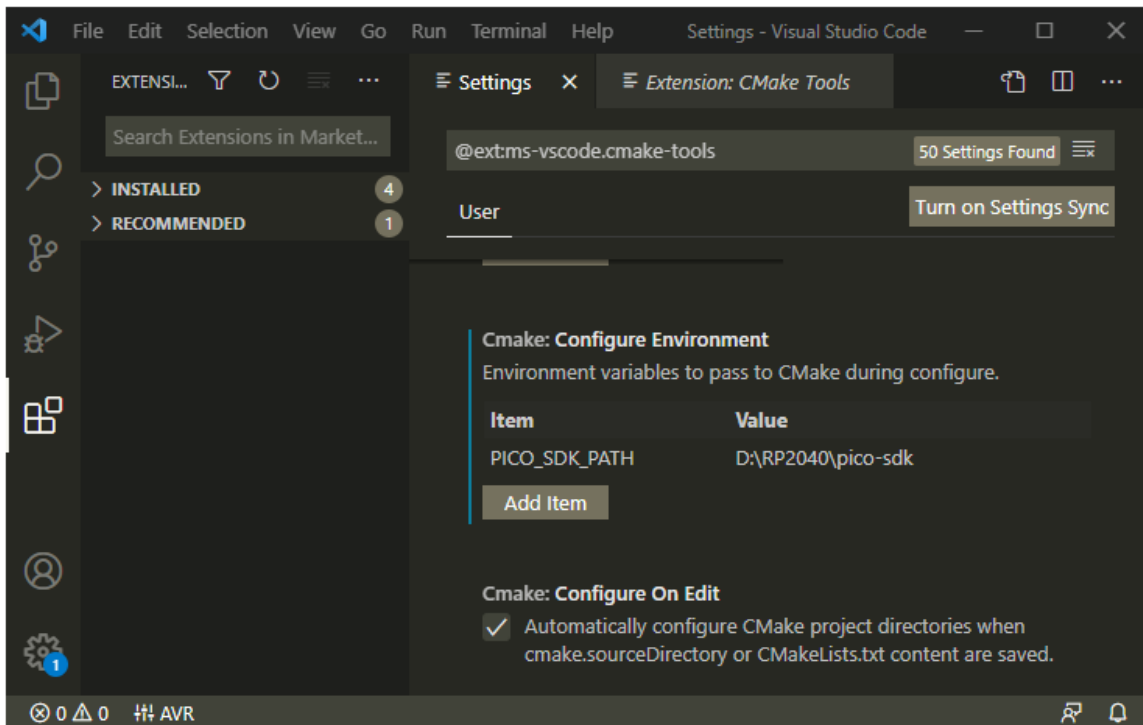 File Edit Selection View Go Run Terminal Help Settings - Visual Studio Code
EXTENSI...
Settings
Extension: CMake Tools
Search Extensions in Market...
INSTALLED 4
RECOMMENDED 1
@ext:ms-vscode.cmake-tools 50 Settings Found
User Turn on Settings Sync
Cmake: Configure Environment
Environment variables to pass to CMake during configure.
Item Value
PICO_SDK_PATH D:\RP2040\pico-sdk
Add Item
Cmake: Configure On Edit
Automatically configure CMake project directories when
cmake.sourceDirectory or CMakeLists.txt content are saved.
1
0 0 AVR